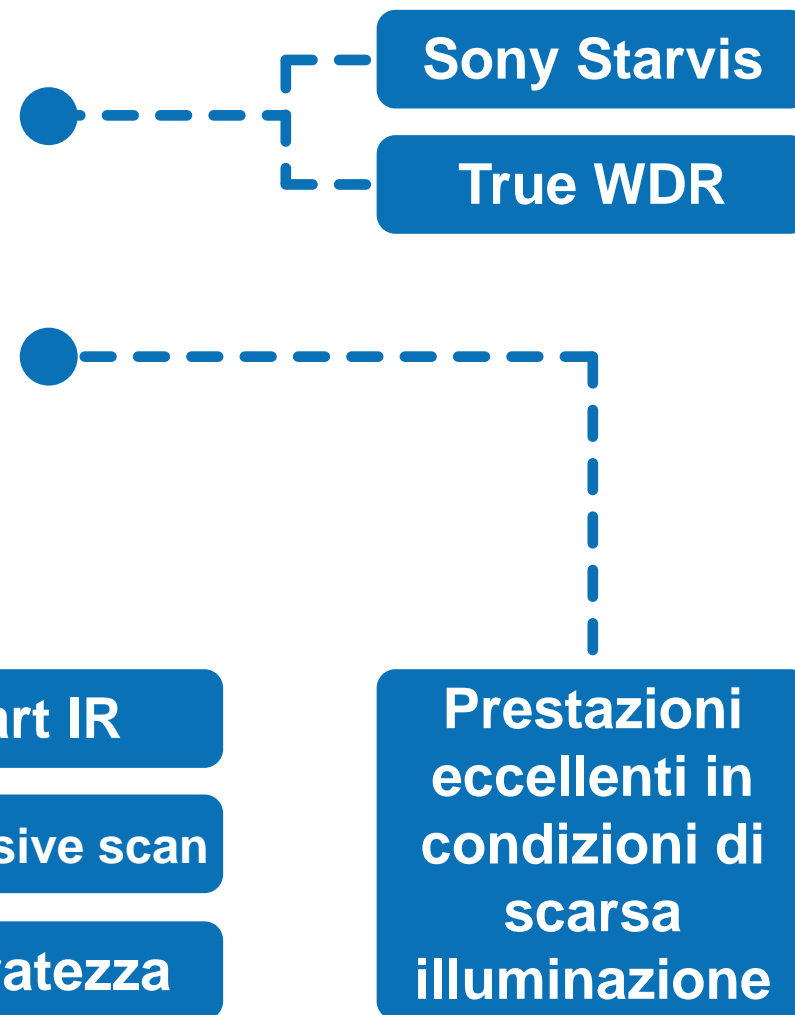 Sony Starvis
True WDR
art IR
sive scan
atezza
Prestazioni
eccellenti in
condizioni di
scarsa
illuminazione